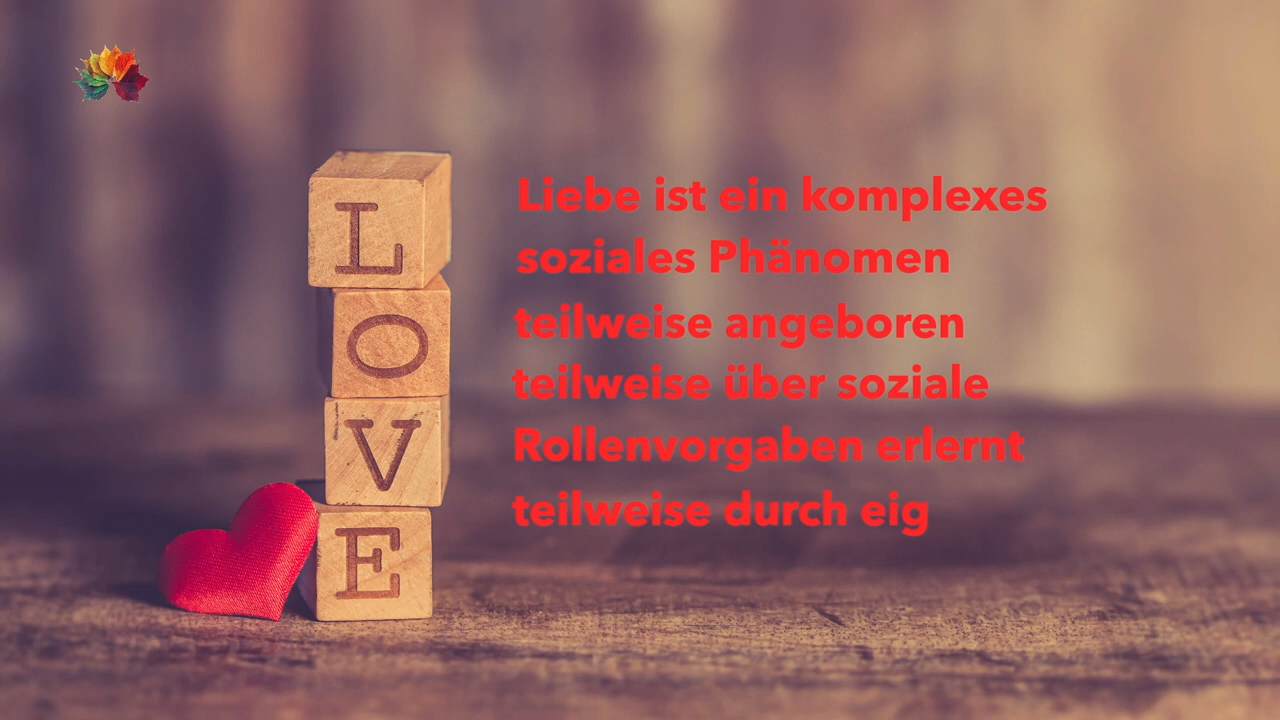 L
O
V
E
Liebe ist ein komplexes
soziales Phänomen
teilweise angeboren
teilweise über soziale
Rollenvorgaben erlernt
teilweise durch eig